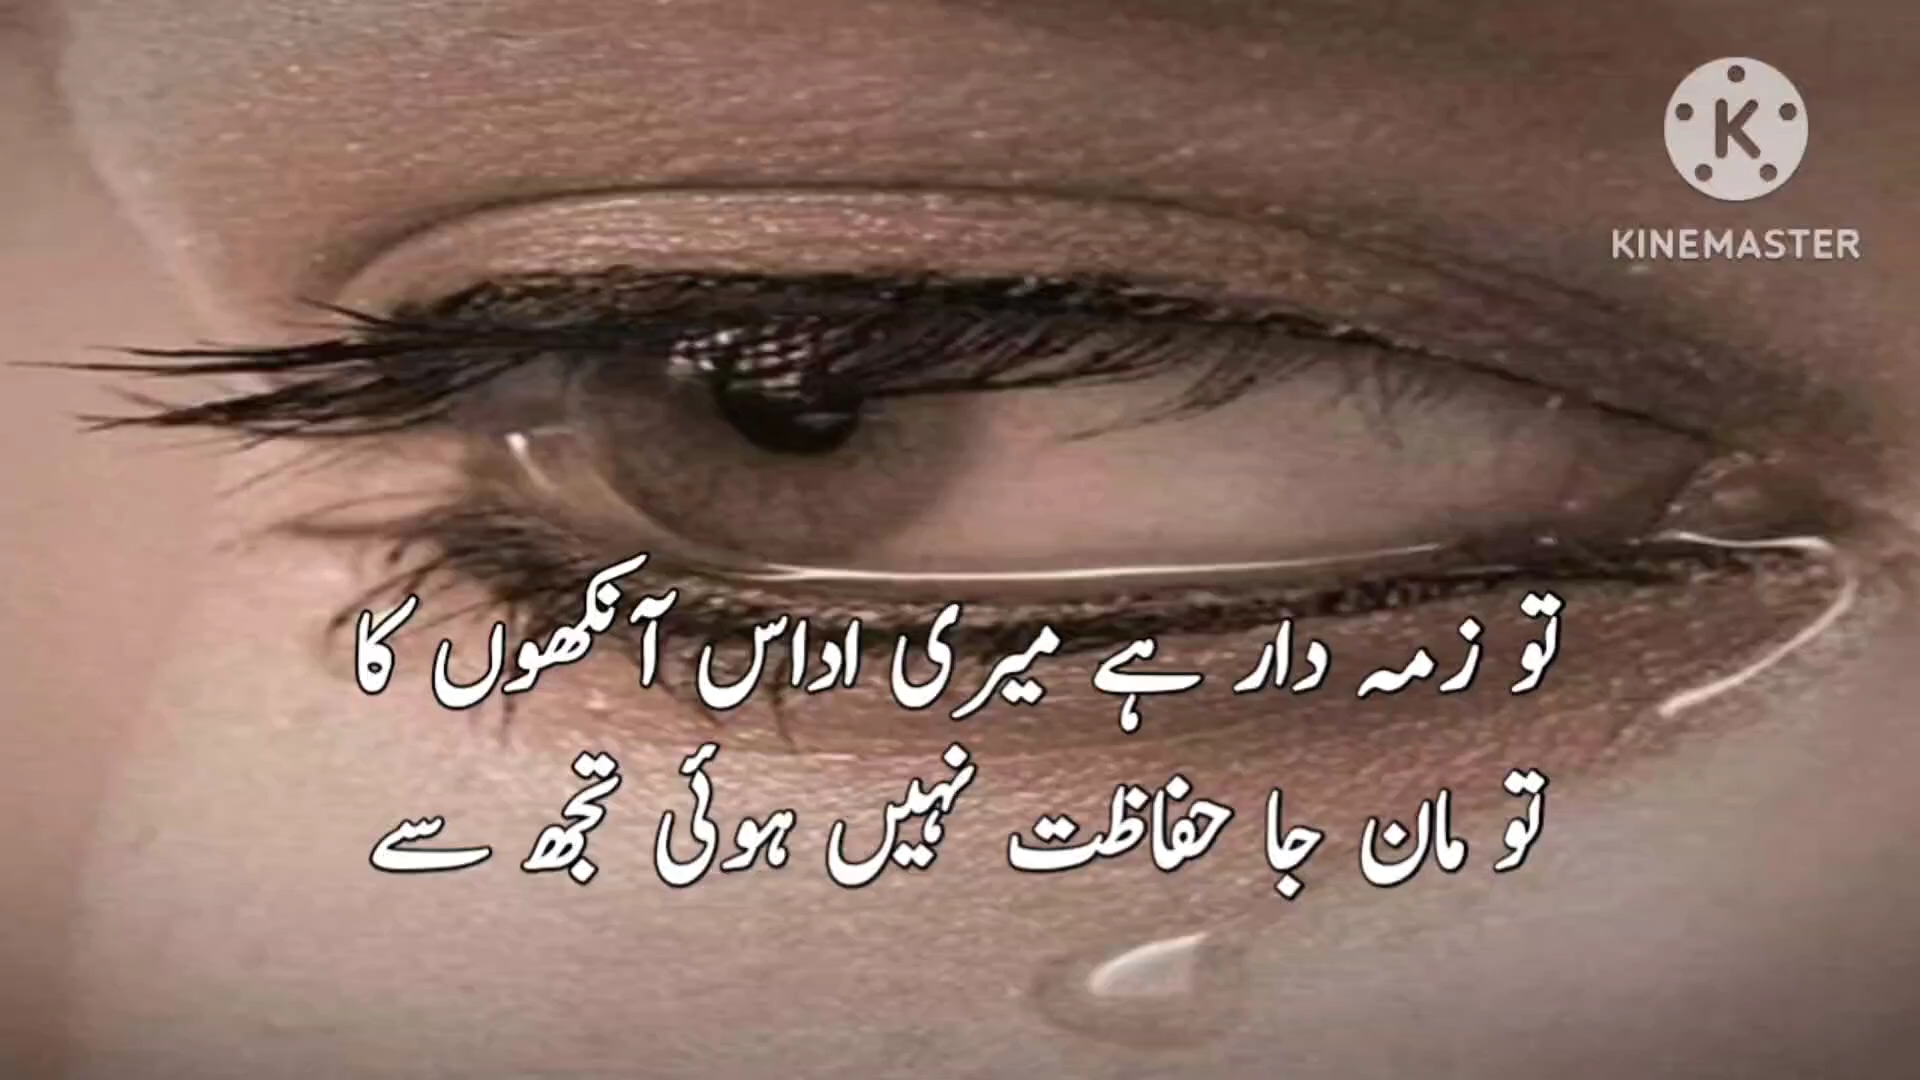 KINEMASTER
تو زمہ دار ہے میری اداس آنکھوں کا
تو مان جا حفاظت نہیں ہوئی تجھ سے